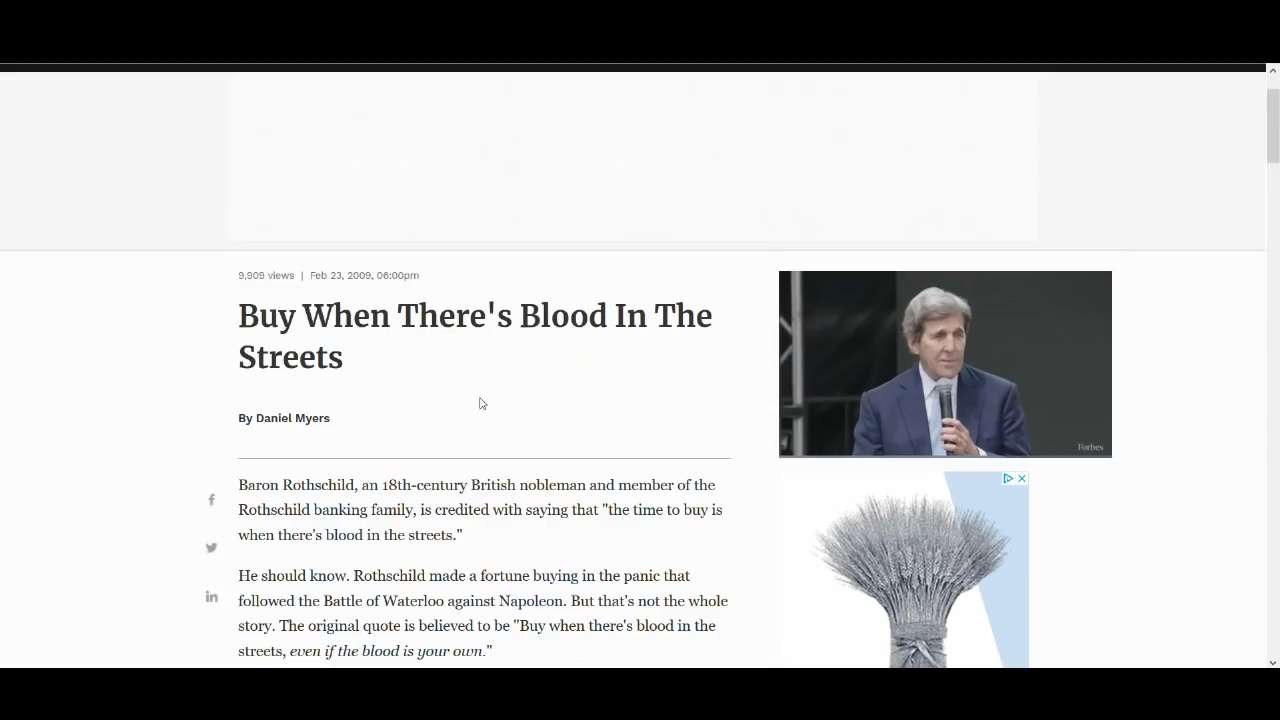 9,909 views | Feb 23, 2009, 06:00pm
Buy When There's Blood In The
Streets
By Daniel Myers
Forbes
Baron Rothschild, an 18th-century British nobleman and member of the
Rothschild banking family, is credited with saying that "the time to buy is
when there's blood in the streets."
He should know. Rothschild made a fortune buying in the panic that
followed the Battle of Waterloo against Napoleon. But that's not the whole
story. The original quote is believed to be "Buy when there's blood in the
streets, even if the blood is your own."